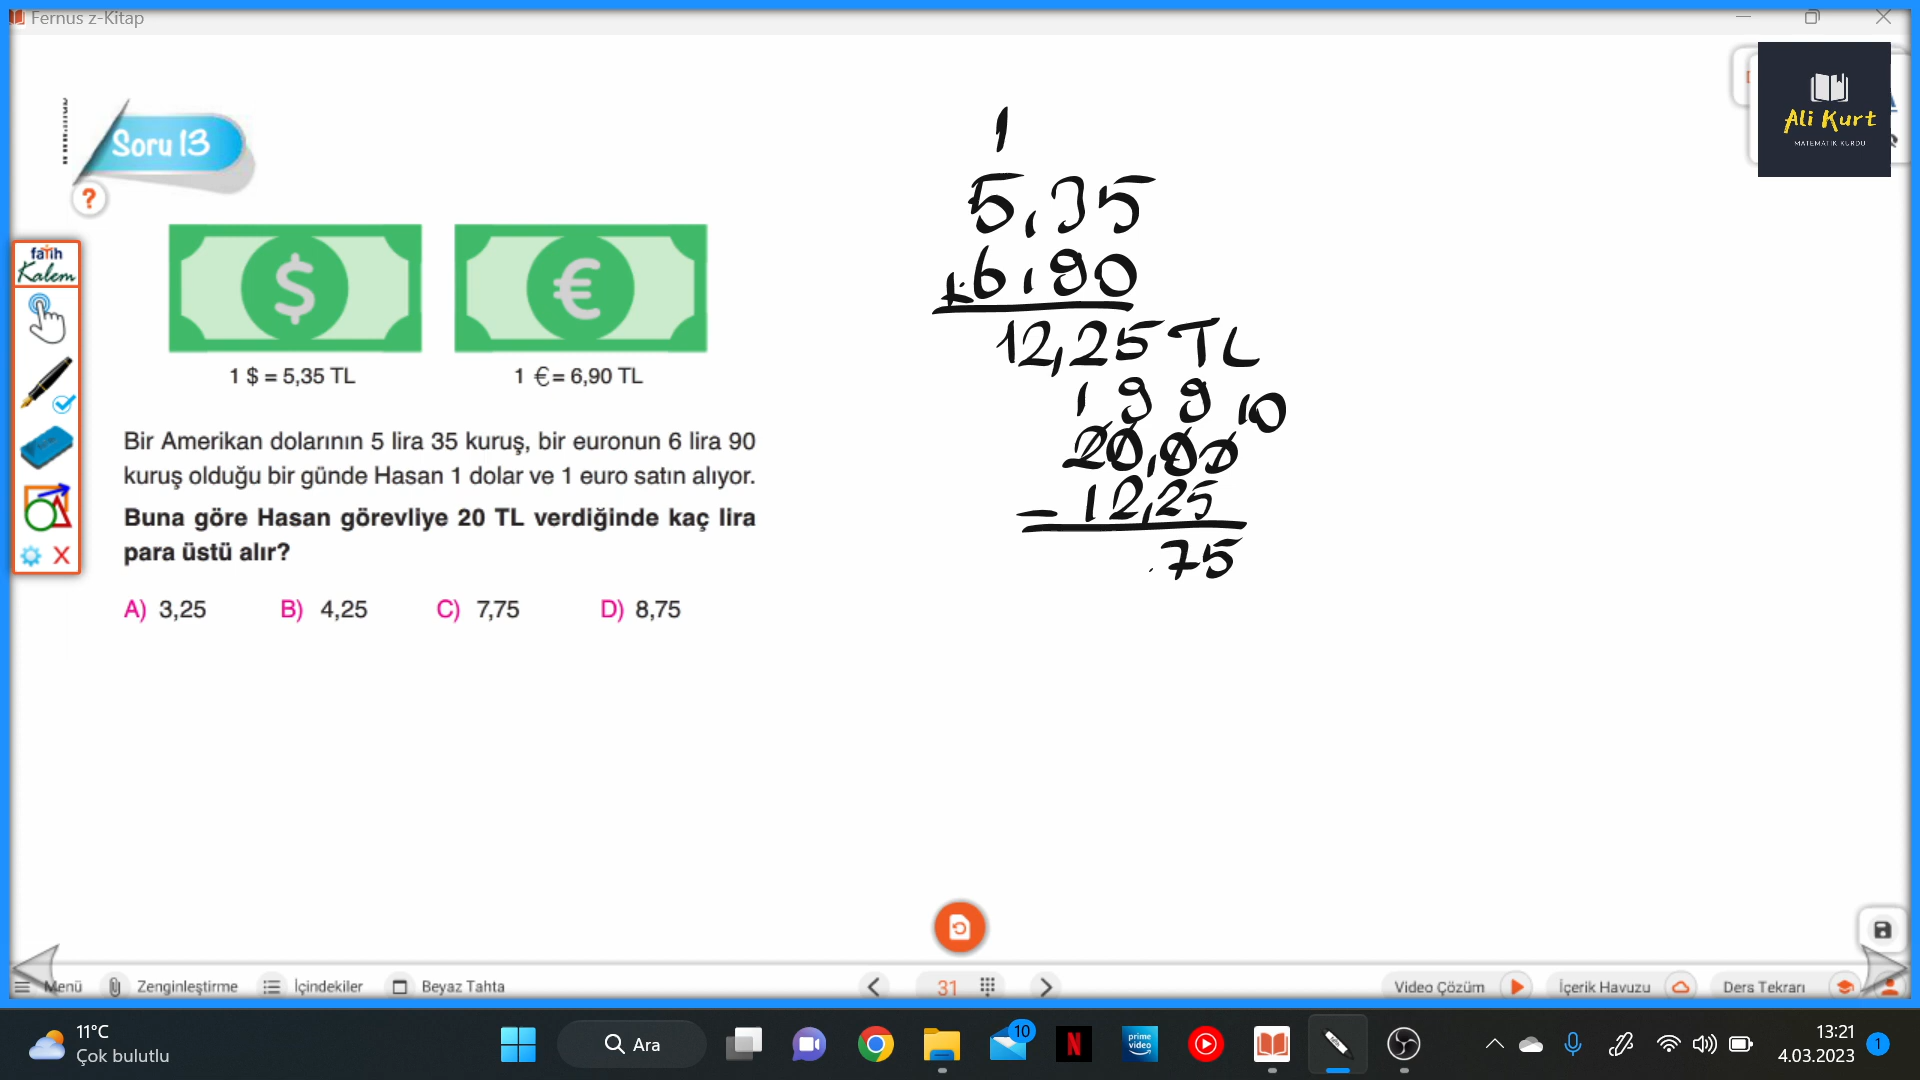 Fernus z-Kitap
Ali Kurt
MATEMATİK KURDU
Soru 13
?
fatih
Kalem
$
€
1 $ = 5,35 TL
1 €= 6,90 TL
Bir Amerikan dolarının 5 lira 35 kuruş, bir euronun 6 lira 90
kuruş olduğu bir günde Hasan 1 dolar ve 1 euro satın alıyor.
Buna göre Hasan görevliye 20 TL verdiğinde kaç lira
para üstü alır?
A) 3,25 B) 4,25 C) 7,75 D) 8,75
1
5,35
+ 6,90
12,25 TL
1 9 9 10
20,00
- 12,25
,75
Menü Zenginleştirme İçindekiler Beyaz Tahta 31 Video Çözüm İçerik Havuzu Ders Tekrarı
11°C
Çok bulutlu
Ara
10
N
prime
video
13:21
4.03.2023
1